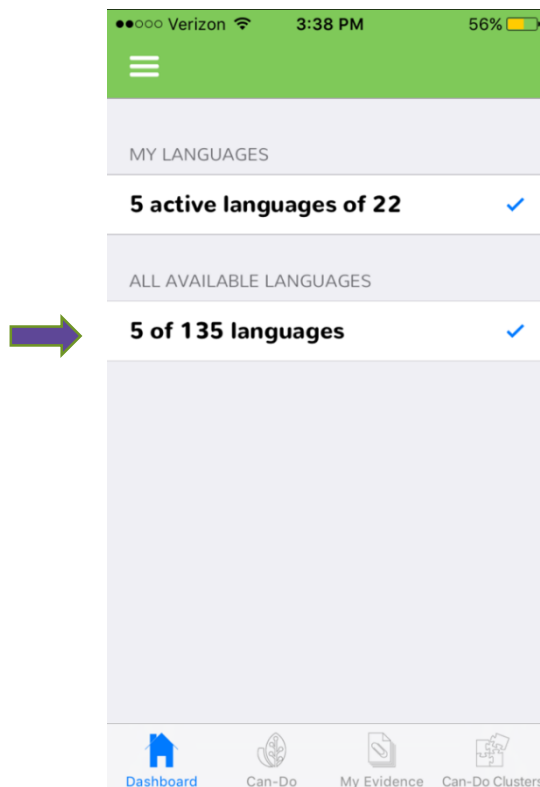 Verizon 3:38 PM 56%
MY LANGUAGES
5 active languages of 22
ALL AVAILABLE LANGUAGES
5 of 135 languages
Dashboard Can-Do My Evidence Can-Do Clusters